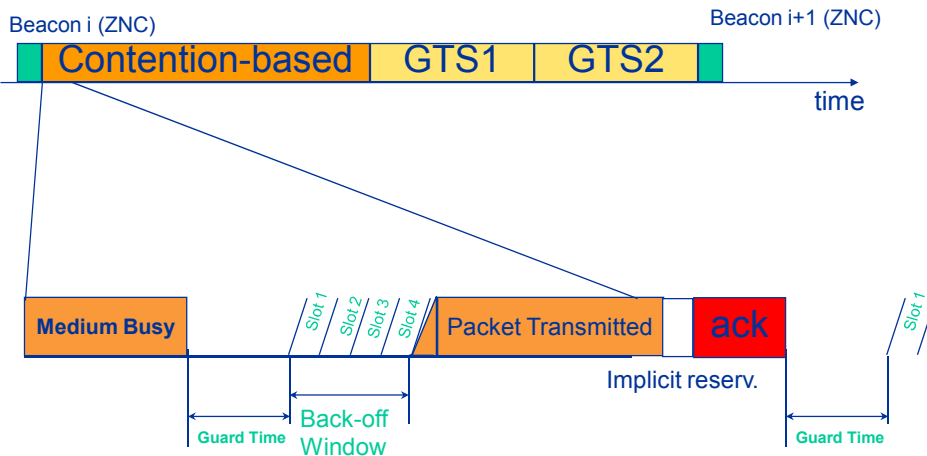 Beacon i (ZNC)
Beacon i+1 (ZNC)
Contention-based
GTS1
GTS2
time
Medium Busy
Slot 1
Slot 2
Slot 3
Slot 4
Packet Transmitted
ack
Slot 1
Implicit reserv.
Guard Time
Back-off
Window
Guard Time